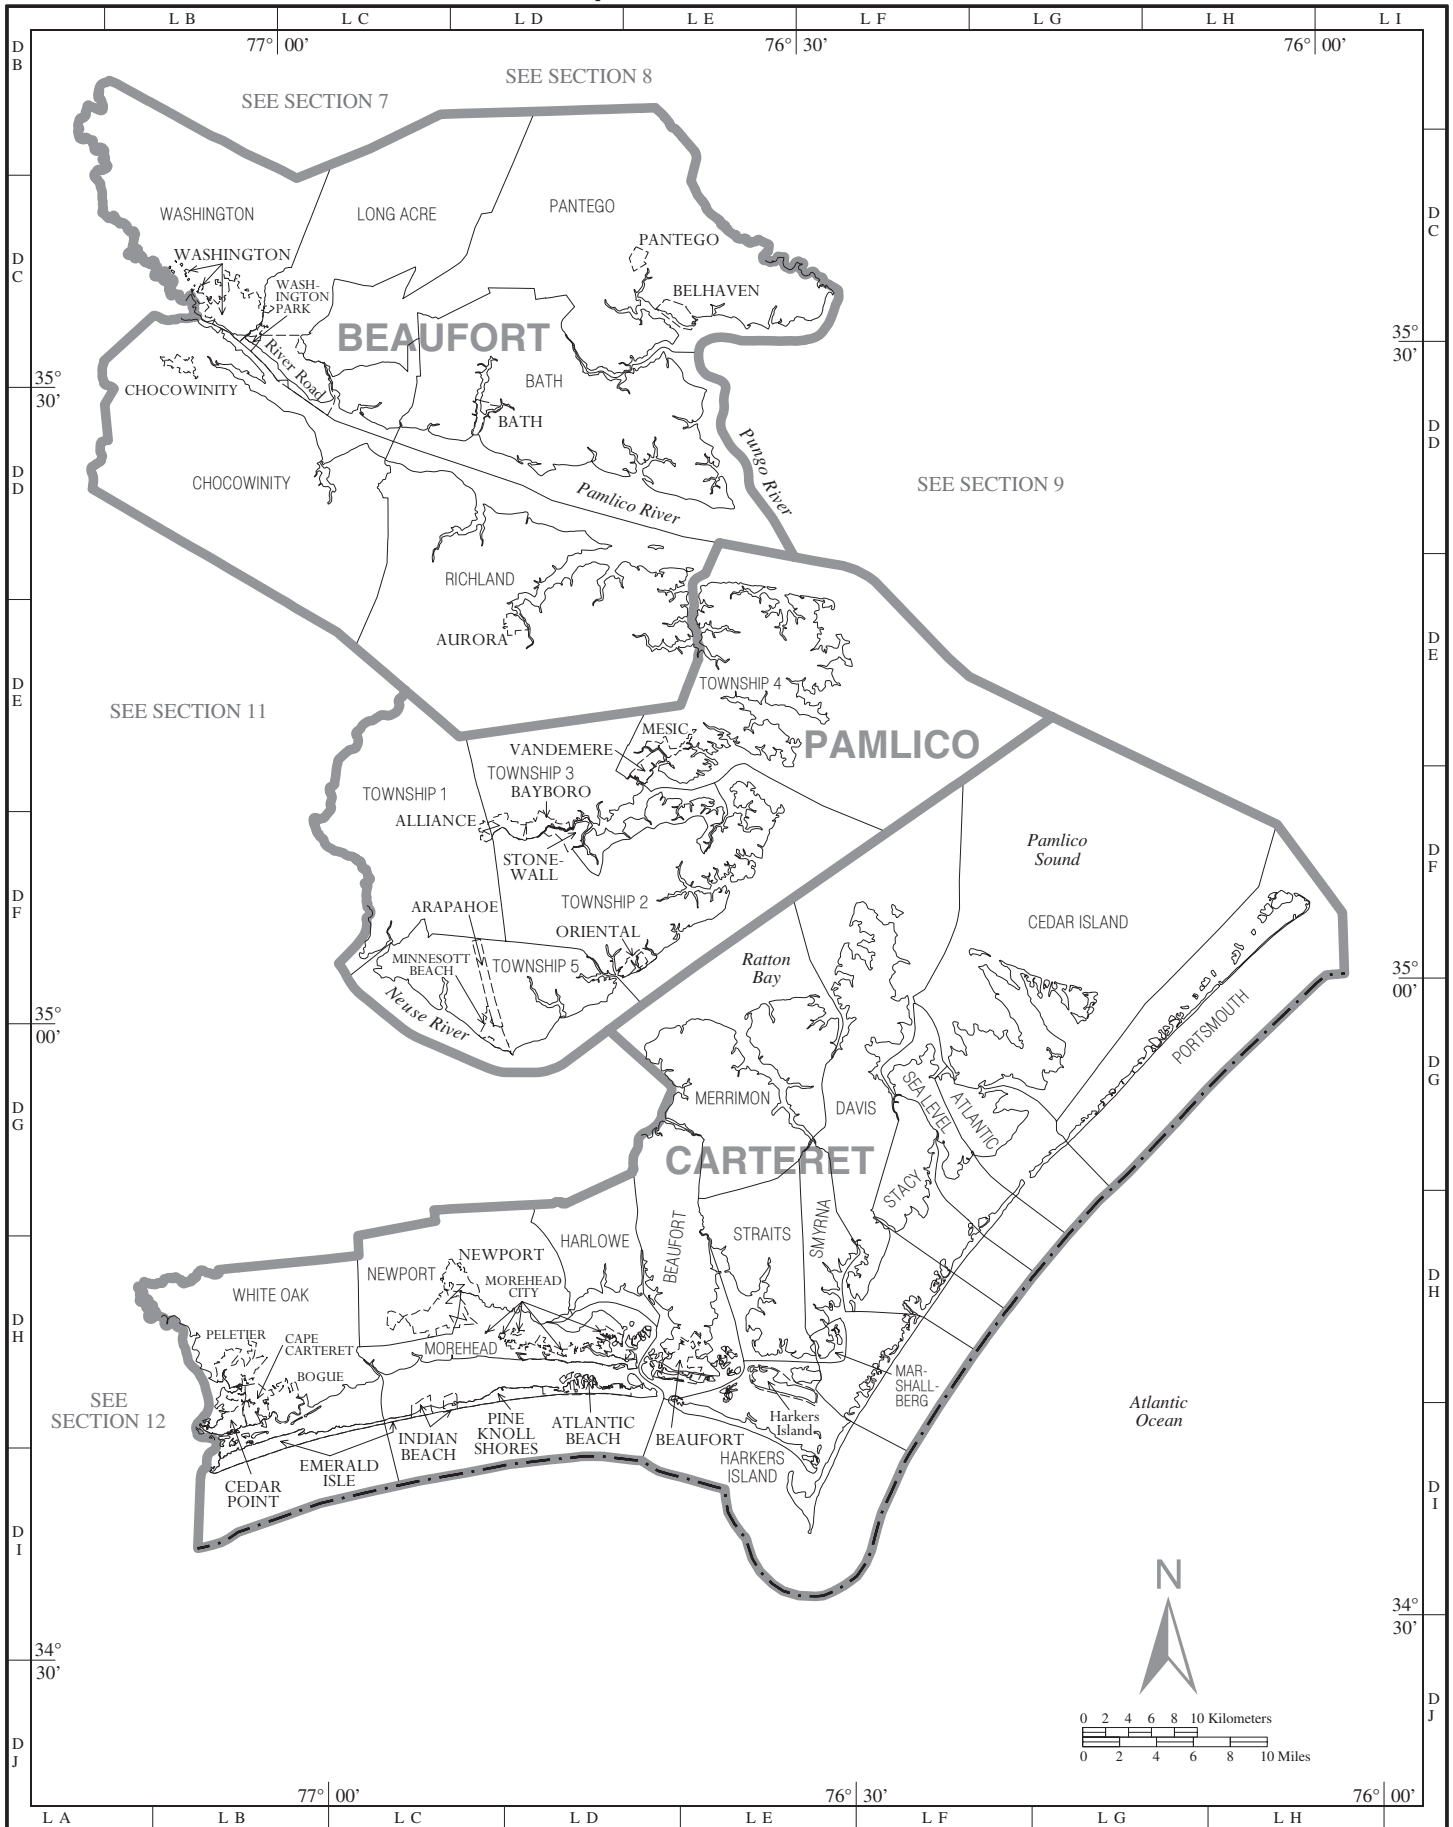 L B
L C
L D
L E
L F
L G
L H
L I
77° 00’
76° 30’
76° 00’
D
B
SEE SECTION 8
SEE SECTION 7
WASHINGTON
LONG ACRE
PANTEGO
D
C
D
C
PANTEGO
WASHINGTON
WASH-
INGTON
PARK
BELHAVEN
BEAUFORT
35°
30’
River Road
35°
30’
CHOCOWINITY
BATH
BATH
D
D
Pungo River
D
D
CHOCOWINITY
SEE SECTION 9
Pamlico River
RICHLAND
AURORA
D
E
D
E
TOWNSHIP 4
SEE SECTION 11
MESIC
PAMLICO
VANDEMERE
TOWNSHIP 3
BAYBORO
TOWNSHIP 1
ALLIANCE
STONE-
WALL
Pamlico
Sound
D
F
D
F
TOWNSHIP 2
ARAPAHOE
CEDAR ISLAND
ORIENTAL
MINNESOTT
BEACH
TOWNSHIP 5
Ratton
Bay
35°
00’
35°
00’
Neuse River
PORTSMOUTH
MERRIMON
DAVIS
SEA LEVEL
ATLANTIC
D
G
D
G
CARTERET
STACY
BEAUFORT
STRAITS
SMYRNA
HARLOWE
NEWPORT
NEWPORT
MOREHEAD
CITY
WHITE OAK
D
H
D
H
PELETIER
CAPE
CARTERET
MOREHEAD
BOGUE
MAR-
SHALL-
BERG
SEE
SECTION 12
Harkers
Island
Atlantic
Ocean
INDIAN
BEACH
PINE
KNOLL
SHORES
ATLANTIC
BEACH
BEAUFORT
HARKERS
ISLAND
EMERALD
ISLE
CEDAR
POINT
D
I
D
I
N
34°
30’
34°
30’
D
J
D
J
0 2 4 6 8 10 Kilometers
0 2 4 6 8 10 Miles
77° 00’
76° 30’
76° 00’
L A
L B
L C
L D
L E
L F
L G
L H